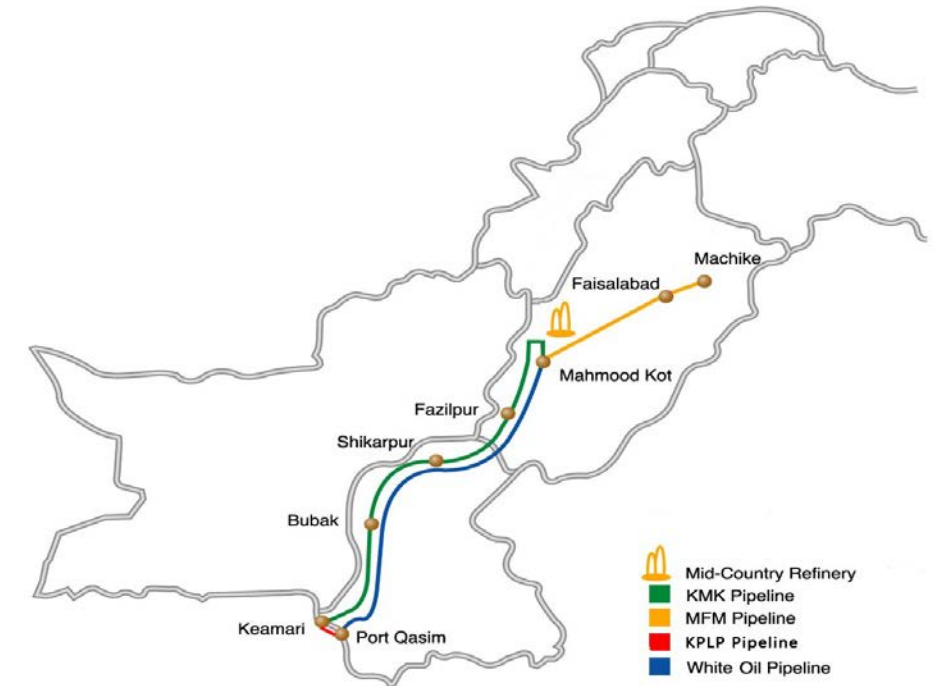 Machike
Faisalabad
Mahmood Kot
Fazilpur
Shikarpur
Bubak
Keamari
Port Qasim
Mid-Country Refinery
KMK Pipeline
MFM Pipeline
KPLP Pipeline
White Oil Pipeline